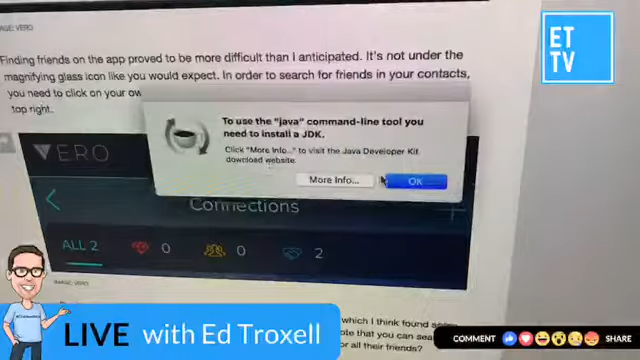 AGE: VERO
Finding friends on the app proved to be more difficult than I anticipated. It's not under the
magnifying glass icon like you would expect. In order to search for friends in your contacts,
you need to click on your ow
top right.
ET
TV
To use the "java" command-line tool you
need to install a JDK.
Click "More Info..." to visit the Java Developer Kit
download website.
More Info...
OK
VERO
Connections
ALL 2
0
0
2
IMAGE: VERO
which I think found
ote that you can sea
or all their friends?
LIVE with Ed Troxell
COMMENT
SHARE